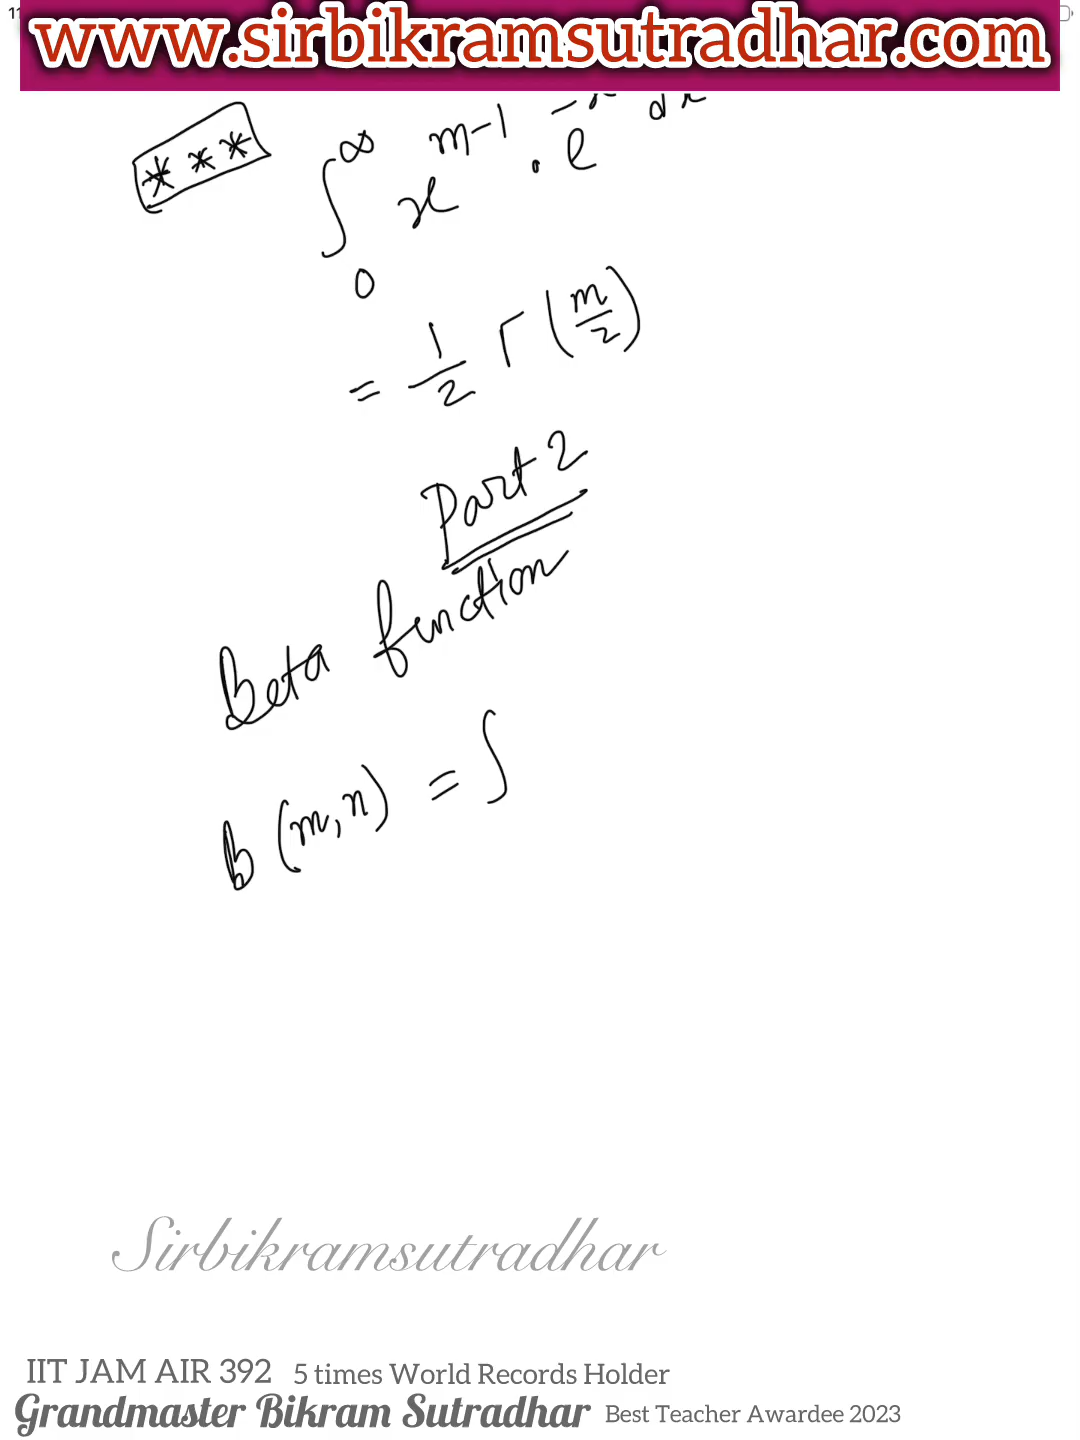 www.sirbikramsutradhar.com
***
∫₀^∞ x^(m-1) . e^(-x dx
= 1/2 Γ(m/2)
Part 2
Beta function
B (m, n) = ∫
Sirbikramsutradhar
IIT JAM AIR 392 5 times World Records Holder
Grandmaster Bikram Sutradhar Best Teacher Awardee 2023